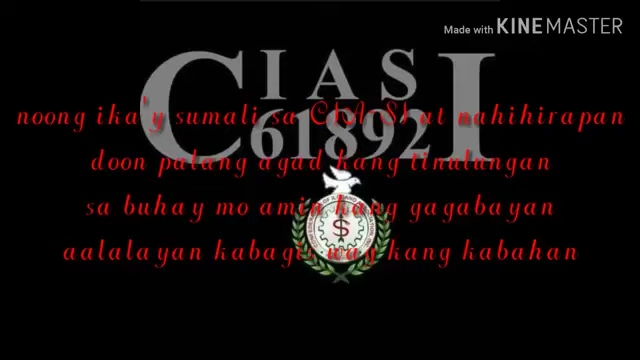 Made with KINEMASTER
CIASI
61892
noong ika'y sumali sa CIASI at nahihirapan
doon palang agad kang tinulungan
sa buhay mo amin kang gagabayan
aalalayan kabagis wag kang kabahan